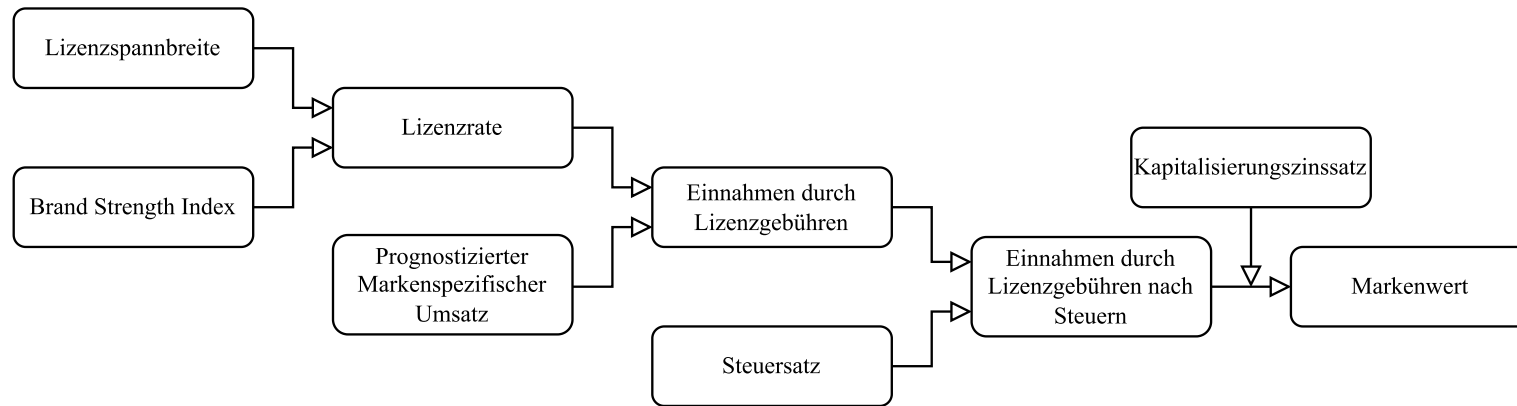 Lizenzspannbreite
Brand Strength Index
Lizenzrate
Prognostizierter
Markenspezifischer
Umsatz
Einnahmen durch
Lizenzgebühren
Steuersatz
Einnahmen durch
Lizenzgebühren nach
Steuern
Kapitalisierungszinssatz
Markenwert